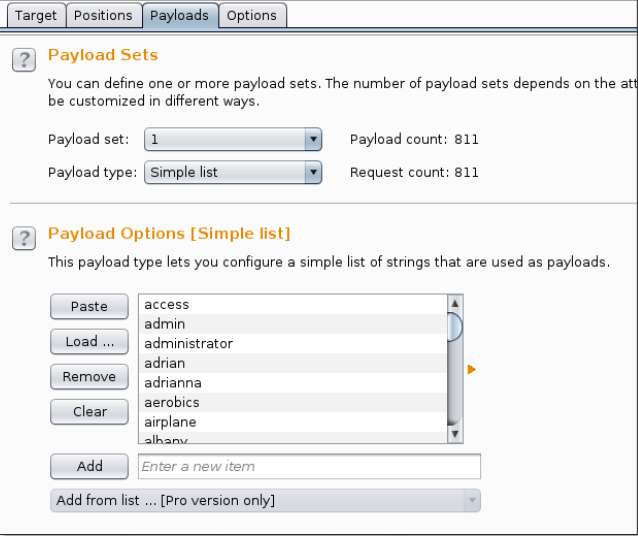 Target Positions Payloads Options
? Payload Sets
You can define one or more payload sets. The number of payload sets depends on the att
be customized in different ways.
Payload set: 1 Payload count: 811
Payload type: Simple list Request count: 811
? Payload Options [Simple list]
This payload type lets you configure a simple list of strings that are used as payloads.
Paste
Load ...
Remove
Clear
access
admin
administrator
adrian
adrianna
aerobics
airplane
albany
Add Enter a new item
Add from list ... [Pro version only]